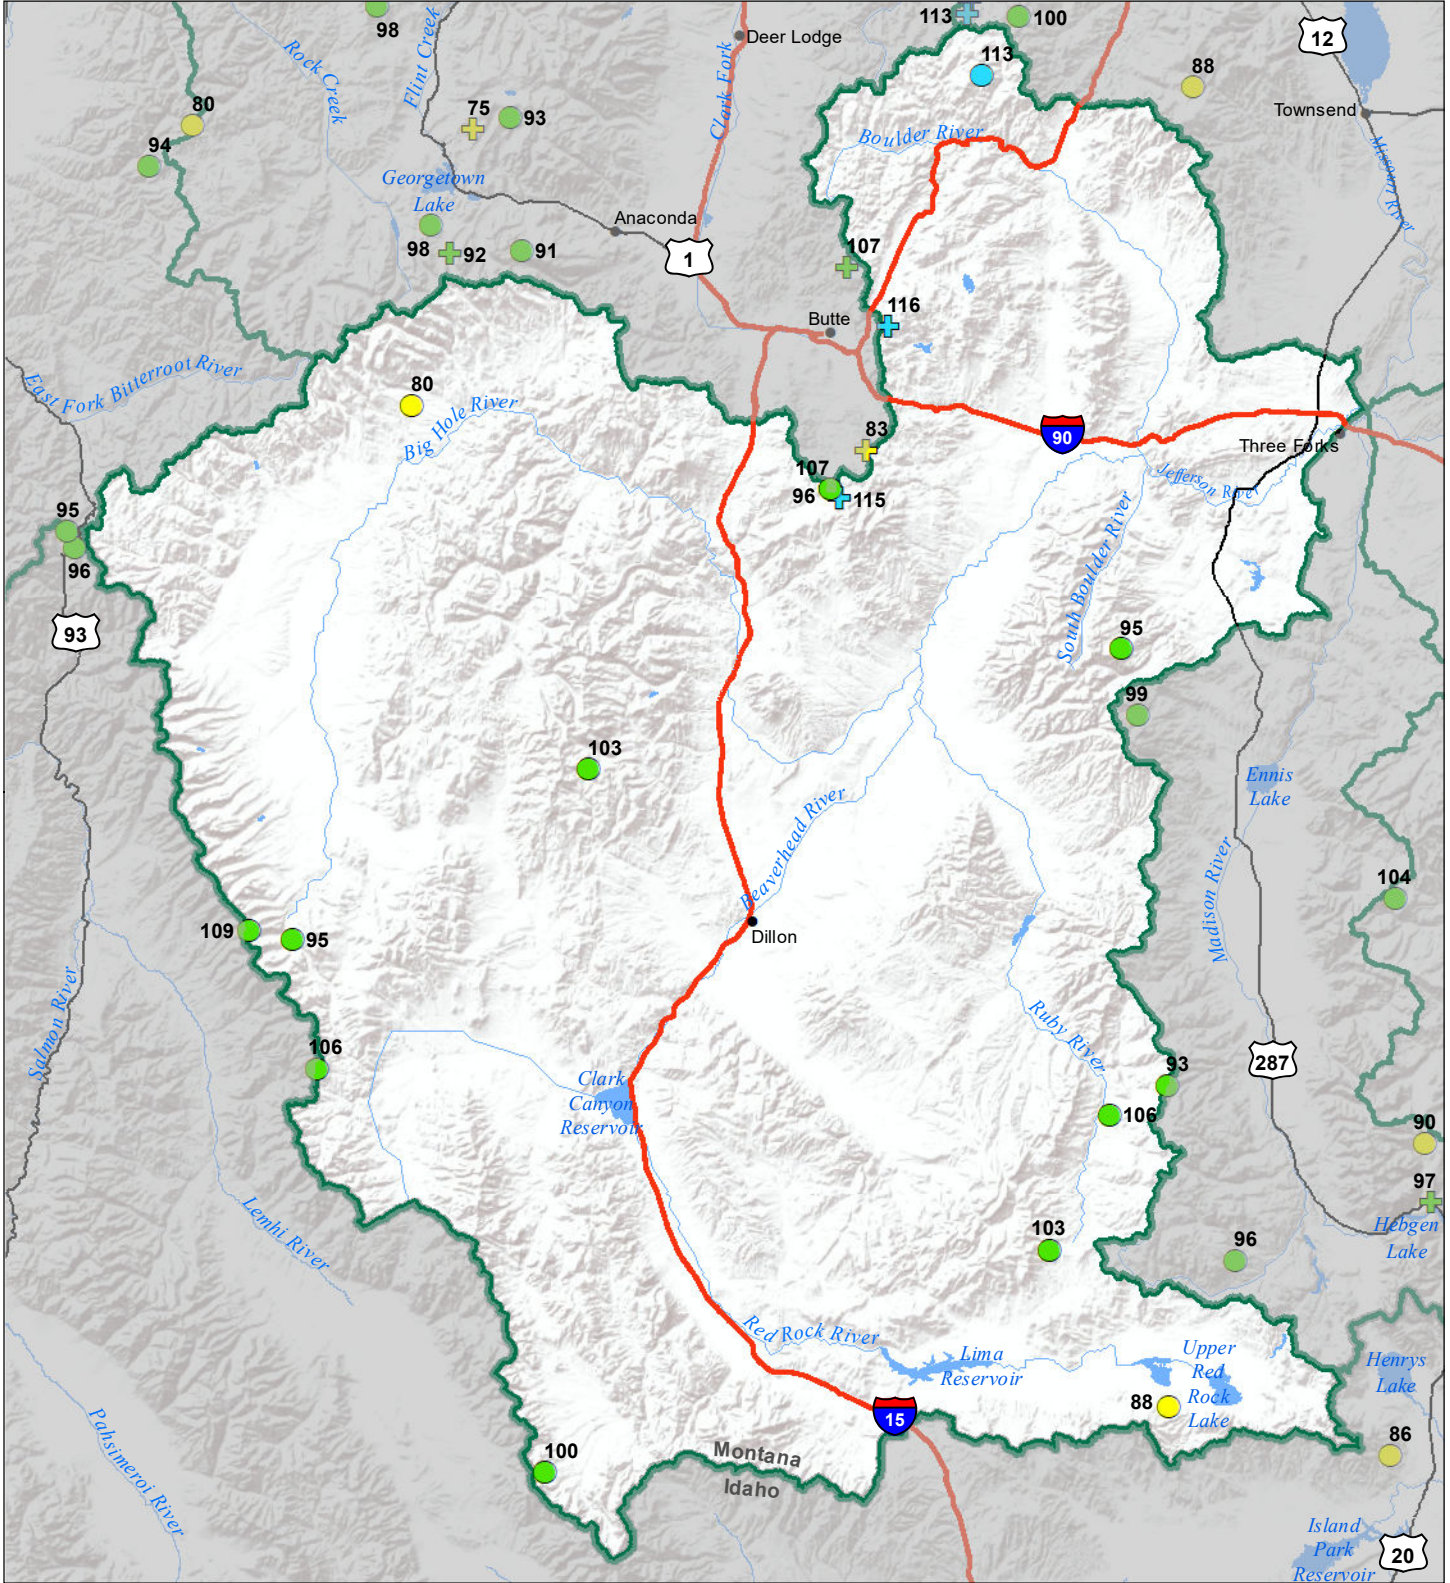 98
Flint Creek
Deer Lodge
113
100
12
Rock Creek
Clark Fork
113
88
Townsend
80
75
93
94
Boulder River
Missouri River
Georgetown
Lake
98
92
91
Anaconda
1
107
116
Butte
East Fork Bitterroot River
80
Big Hole River
83
90
Three Forks
107
96
115
Jefferson River
95
96
93
South Boulder River
95
99
103
Ennis
Lake
Beaverhead River
Madison River
104
109
95
Dillon
Salmon River
Ruby River
106
287
93
Clark
Canyon
Reservoir
106
90
97
Hebgen
Lake
Lemhi River
103
96
Red Rock River
Lima
Reservoir
Upper
Red
Rock
Lake
Henrys
Lake
88
15
86
Pahsimeroi River
100
Montana
Idaho
Island
Park
Reservoir
20